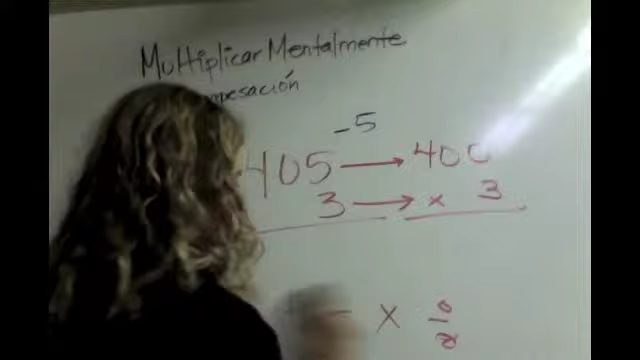 Multiplicar Mentalmente
mpesación
-5
405 → 400
3 → x 3
x